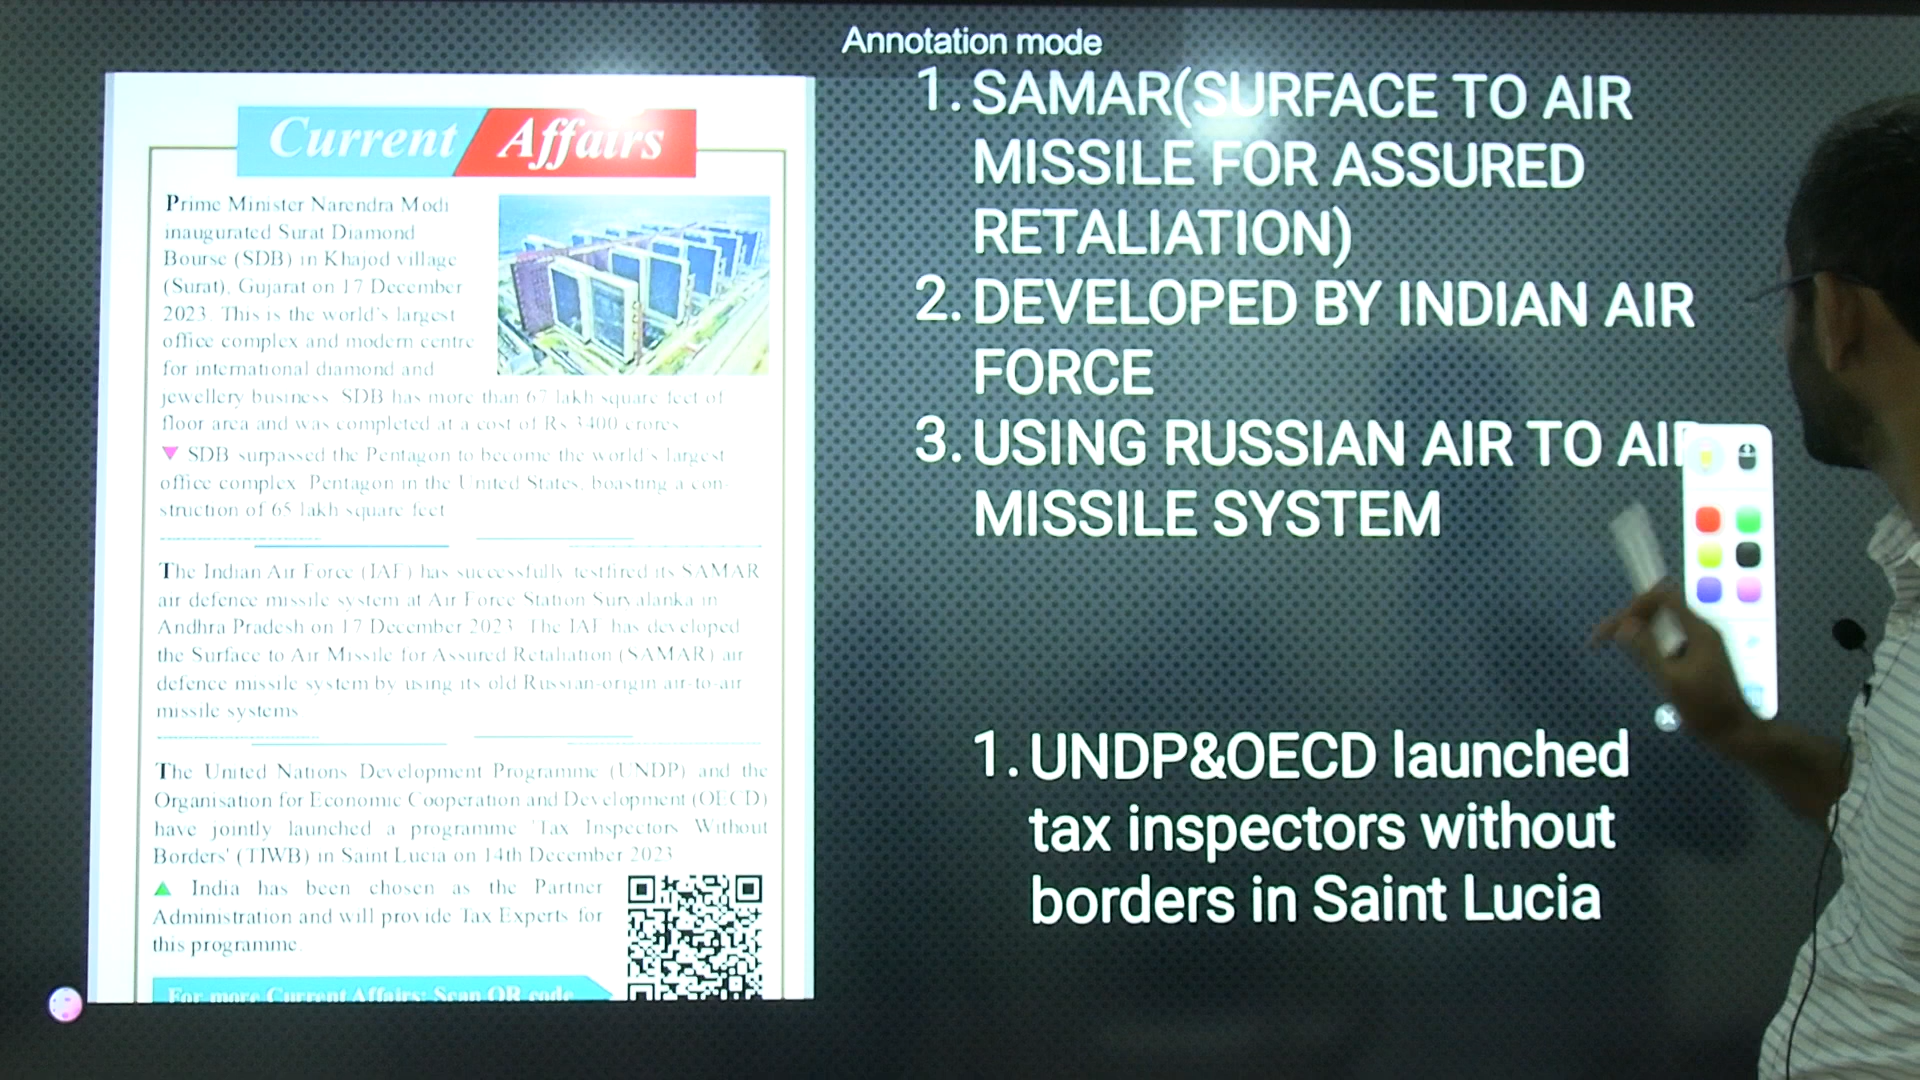 Annotation mode
Current Affairs
Prime Minister Narendra Modi
inaugurated Surat Diamond
Bourse (SDB) in Khajod village
(Surat), Gujarat on 17 December
2023. This is the world's largest
office complex and modern centre
for international diamond and
jewellery business. SDB has more than 67 lakh square feet of
floor area and was completed at a cost of Rs 3400 crores.
▼ SDB surpassed the Pentagon to become the world's largest
office complex. Pentagon in the United States, boasting a con-
struction of 65 lakh square feet
The Indian Air Force (IAF) has successfully testfired its SAMAR
air defence missile system at Air Force Station Suryalanka in
Andhra Pradesh on 17 December 2023. The IAF has developed
the Surface to Air Missile for Assured Retaliation (SAMAR) air
defence missile system by using its old Russian-origin air-to-air
missile systems
The United Nations Development Programme (UNDP) and the
Organisation for Economic Cooperation and Development (OECD)
have jointly launched a programme 'Tax Inspectors Without
Borders' (TIWB) in Saint Lucia on 14th December 2023
▲ India has been chosen as the Partner
Administration and will provide Tax Experts for
this programme.
For more Current Affairs: Scan QR code
1. SAMAR(SURFACE TO AIR
MISSILE FOR ASSURED
RETALIATION)
2. DEVELOPED BY INDIAN AIR
FORCE
3. USING RUSSIAN AIR TO AIR
MISSILE SYSTEM
1. UNDP&OECD launched
tax inspectors without
borders in Saint Lucia